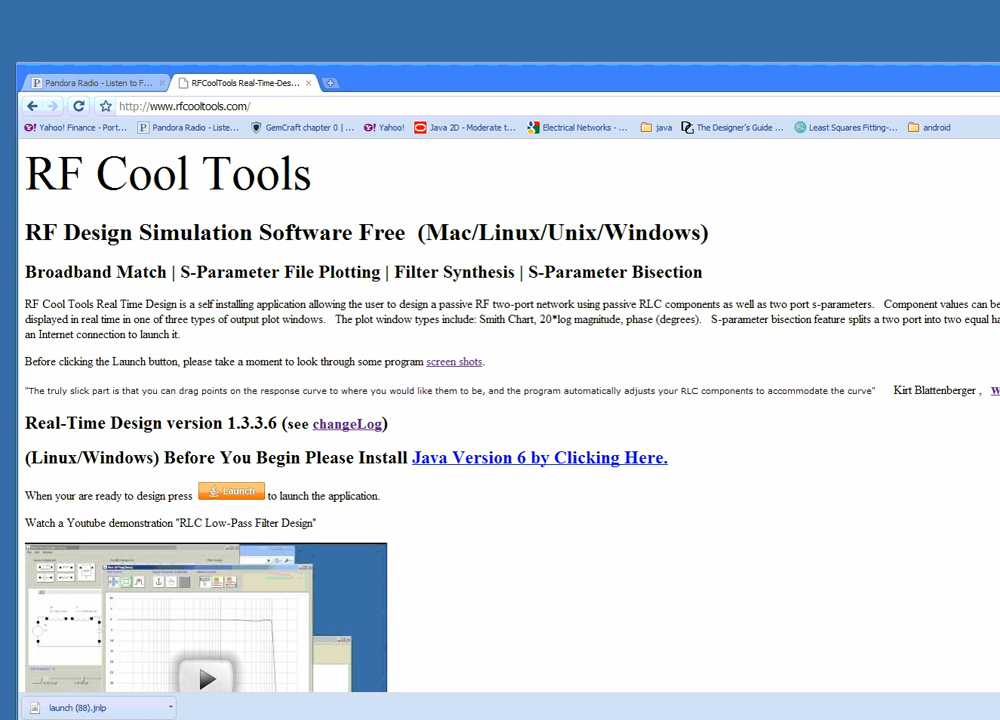 Pandora Radio - Listen to F...
RFCoolTools Real-Time-Des...
http://www.rfcooltools.com/
Yahoo! Finance - Port...
Pandora Radio - Liste...
GemCraft chapter 0 | ...
Yahoo!
Java 2D - Moderate t...
Electrical Networks - ...
java
The Designer's Guide ...
Least Squares Fitting-...
android
RF Cool Tools
RF Design Simulation Software Free (Mac/Linux/Unix/Windows)
Broadband Match | S-Parameter File Plotting | Filter Synthesis | S-Parameter Bisection
RF Cool Tools Real Time Design is a self installing application allowing the user to design a passive RF two-port network using passive RLC components as well as two port s-parameters. Component values can be
displayed in real time in one of three types of output plot windows. The plot window types include: Smith Chart, 20*log magnitude, phase (degrees). S-parameter bisection feature splits a two port into two equal ha
an Internet connection to launch it.
Before clicking the Launch button, please take a moment to look through some program screen shots.
"The truly slick part is that you can drag points on the response curve to where you would like them to be, and the program automatically adjusts your RLC components to accommodate the curve" Kirt Blattenberger , w
Real-Time Design version 1.3.3.6 (see changeLog)
(Linux/Windows) Before You Begin Please Install Java Version 6 by Clicking Here.
When your are ready to design press Launch to launch the application.
Watch a Youtube demonstration "RLC Low-Pass Filter Design"
launch (88).jnlp